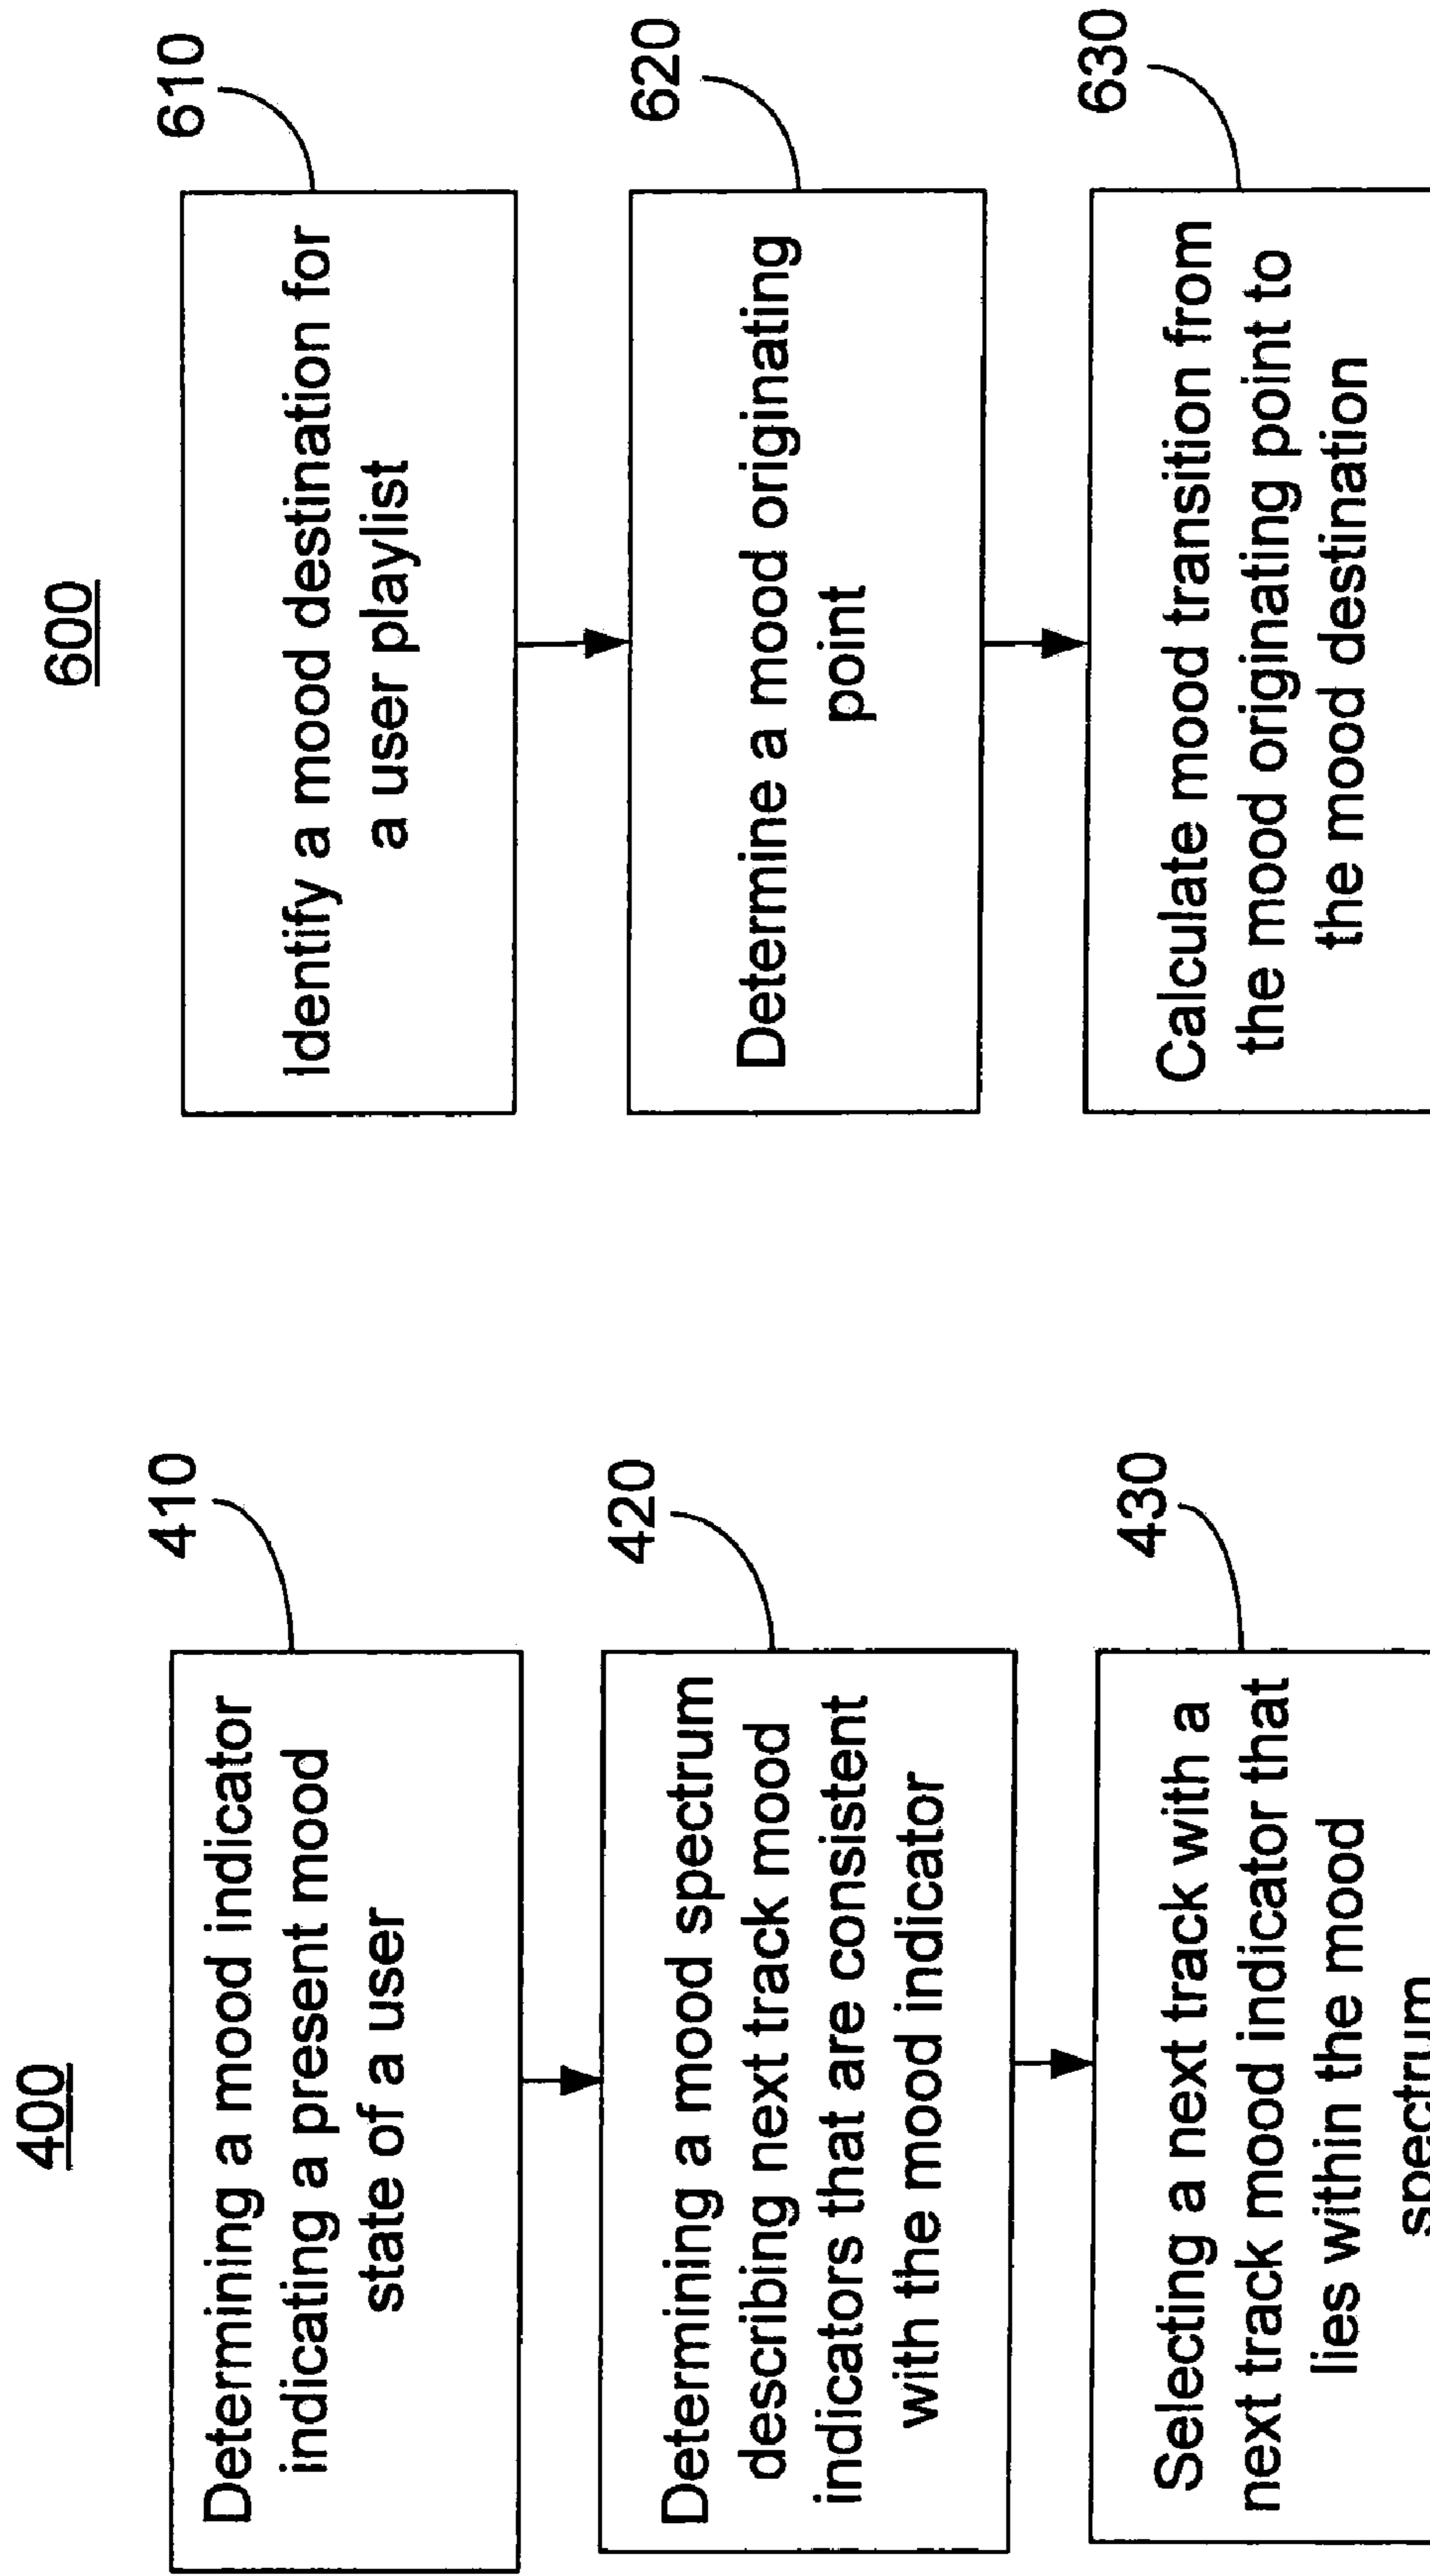 400
410
Determining a mood indicator
indicating a present mood
state of a user
420
Determining a mood spectrum
describing next track mood
indicators that are consistent
with the mood indicator
430
Selecting a next track with a
next track mood indicator that
lies within the mood
spectrum
600
610
Identify a mood destination for
a user playlist
620
Determine a mood originating
point
630
Calculate mood transition from
the mood originating point to
the mood destination